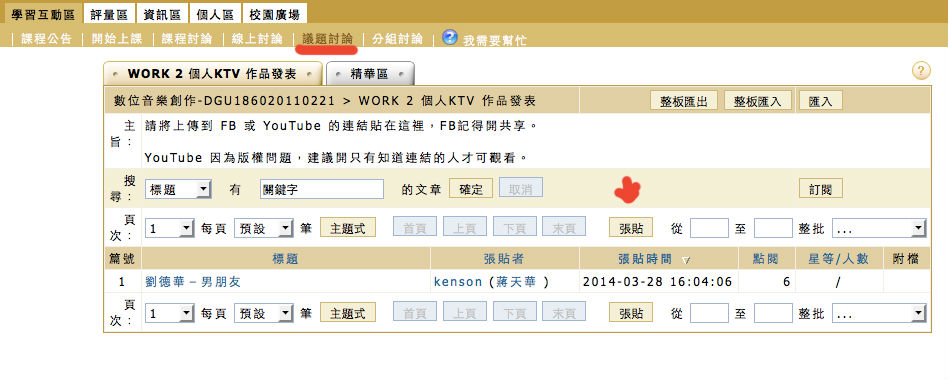 學習互動區 評量區 資訊區 個人區 校園廣場
| 課程公告 | 開始上課 | 課程討論 | 線上討論 | 議題討論 | 分組討論 | ? 我需要幫忙
WORK 2 個人KTV 作品發表 精華區 ?
數位音樂創作-DGU186020110221 > WORK 2 個人KTV 作品發表 整板匯出 整板匯入 匯入
主旨: 請將上傳到 FB 或 YouTube 的連結貼在這裡，FB記得開共享。
YouTube 因為版權問題，建議開只有知道連結的人才可觀看。
搜尋: 標題 有 關鍵字 的文章 確定 取消 訂閱
頁次: 1 每頁 預設 筆 主題式 首頁 上頁 下頁 末頁 張貼 從 至 整批 ...
篇號 標題 張貼者 張貼時間 點閱 星等/人數 附檔
1 劉德華－男朋友 kenson (蔣天華 ) 2014-03-28 16:04:06 6 /
頁次: 1 每頁 預設 筆 主題式 首頁 上頁 下頁 末頁 張貼 從 至 整批 ...